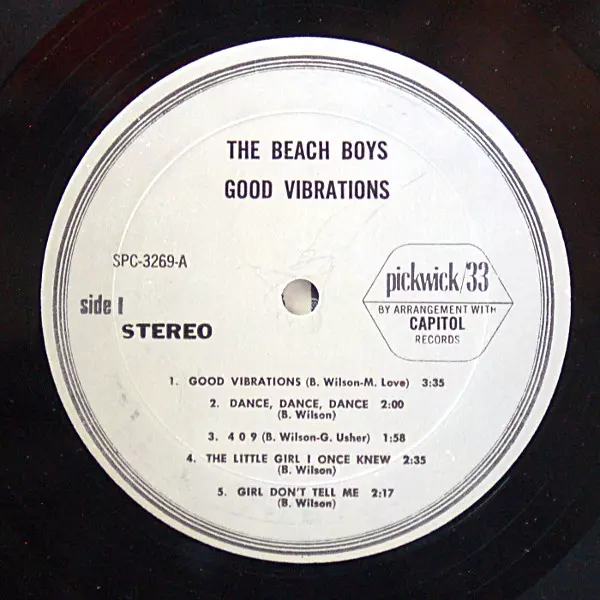 THE BEACH BOYS
GOOD VIBRATIONS
SPC-3269-A
side 1
STEREO
pickwick/33
BY ARRANGEMENT WITH
CAPITOL
RECORDS
1. GOOD VIBRATIONS (B. Wilson-M. Love) 3:35
2. DANCE, DANCE, DANCE 2:00
(B. Wilson)
3. 4 0 9 (B. Wilson-G. Usher) 1:58
4. THE LITTLE GIRL I ONCE KNEW 2:35
(B. Wilson)
5. GIRL DON'T TELL ME 2:17
(B. Wilson)